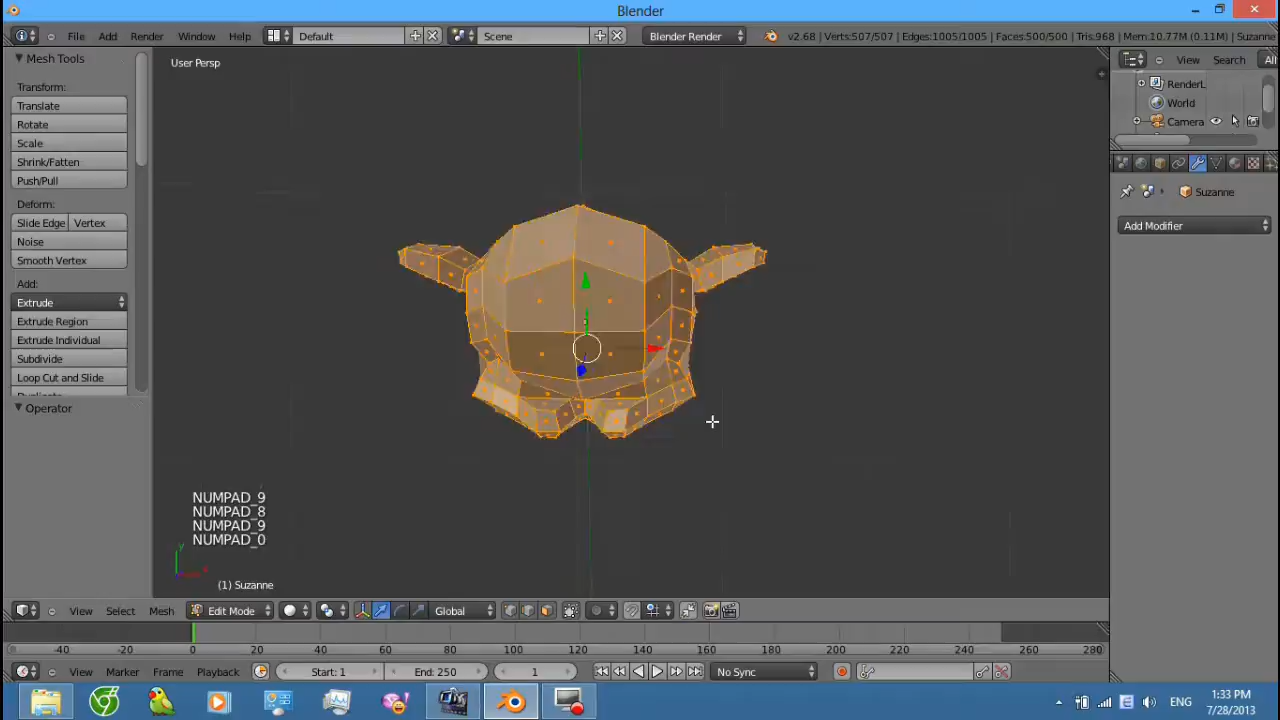 Blender
File Add Render Window Help Default Scene Blender Render v2.68 | Verts:507/507 | Edges:1005/1005 | Faces:500/500 | Tris:968 | Mem:10.77M (0.11M) | Suzanne
Mesh Tools
User Persp
View Search All
Transform:
Translate
Rotate
Scale
Shrink/Fatten
Push/Pull
Deform:
Slide Edge Vertex
Noise
Smooth Vertex
Add:
Extrude
Extrude Region
Extrude Individual
Subdivide
Loop Cut and Slide
Operator
RenderL
World
Camera
Suzanne
Add Modifier
NUMPAD_9
NUMPAD_8
NUMPAD_9
NUMPAD_0
y
(1) Suzanne
View Select Mesh Edit Mode Global
-40 -20 0 20 40 60 80 100 120 140 160 180 200 220 240 260 280
View Marker Frame Playback Start: 1 End: 250 1 No Sync
ENG
1:33 PM
7/28/2013